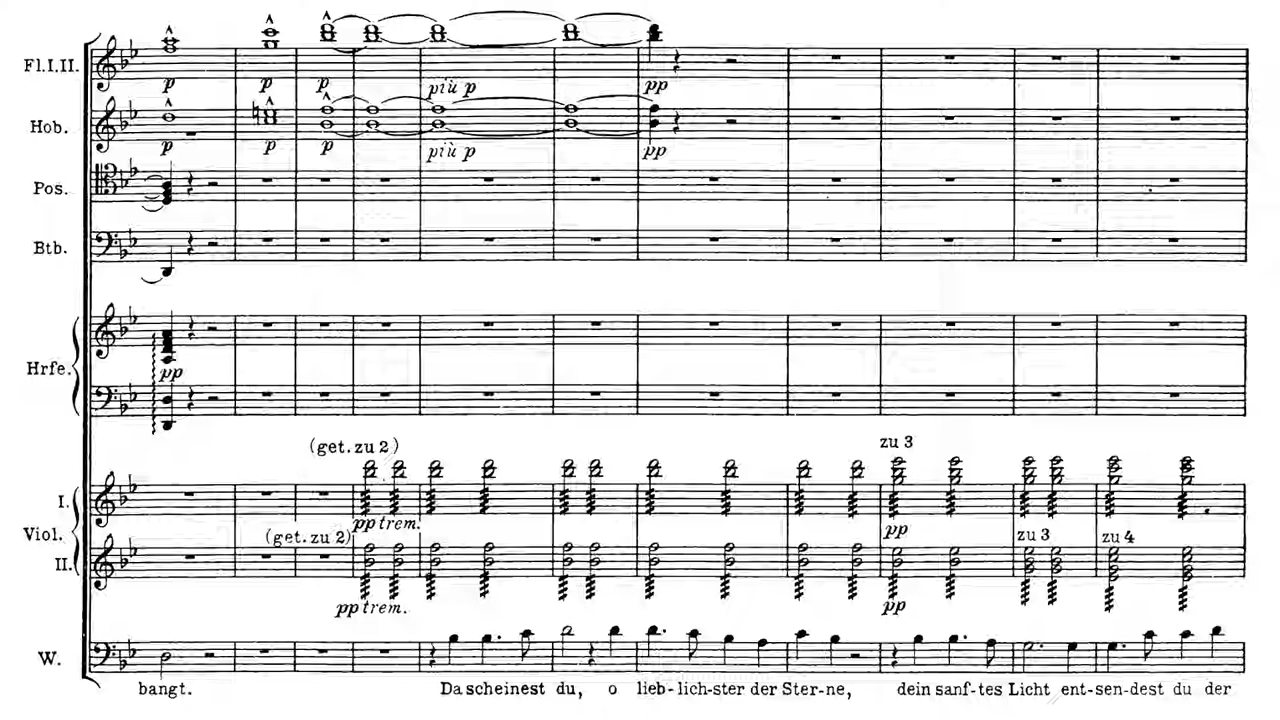 Fl.I.II.
p p p più p pp
Hob.
p p p più p pp
Pos.
Btb.
Hrfe.
pp
(get. zu 2) zu 3
I.
pp trem. pp
Viol.
(get. zu 2) zu 3 zu 4
II.
pp trem. pp
W.
bangt. Da scheinest du, o lieb-lich-ster der Ster-ne, dein sanf-tes Licht ent-sen-dest du der